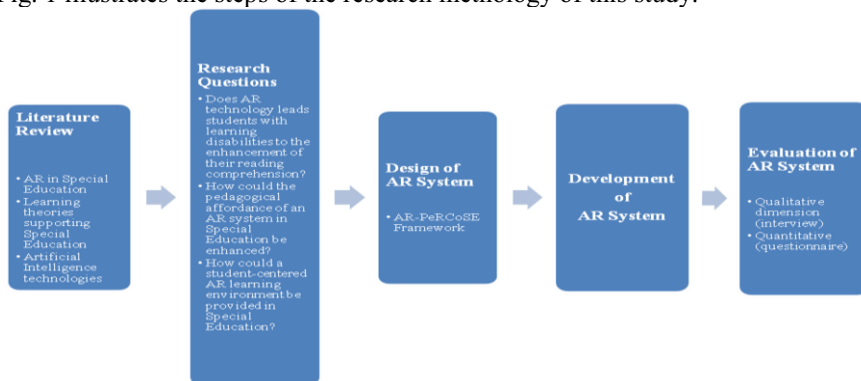 Fig. 1 illustrates the steps of the research methology of this study.
Literature
Review
• AR in Special
Education
• Learning
theories
supporting
Special
Education
• Artificial
Intelligence
technologies
Research
Questions
• Does AR
technology leads
students with
learning
disabilities to the
enhancement of
their reading
comprehension?
• How could the
pedagogical
affordance of an
AR system in
Special
Education be
enhanced?
• How could a
student-centered
AR learning
environment be
provided in
Special
Education?
Design of
AR System
• AR-PeRCoSE
Framework
Development
of
AR System
Evaluation of
AR System
• Qualitative
dimension
(interview)
• Quantitative
(questionnaire)